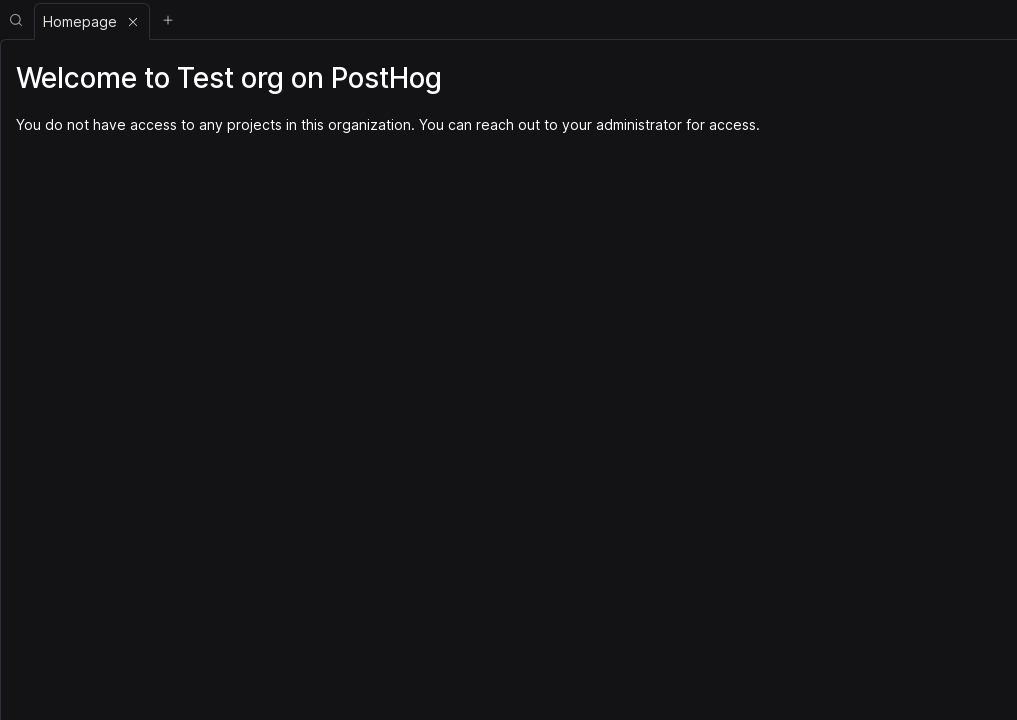 Homepage
Welcome to Test org on PostHog
You do not have access to any projects in this organization. You can reach out to your administrator for access.